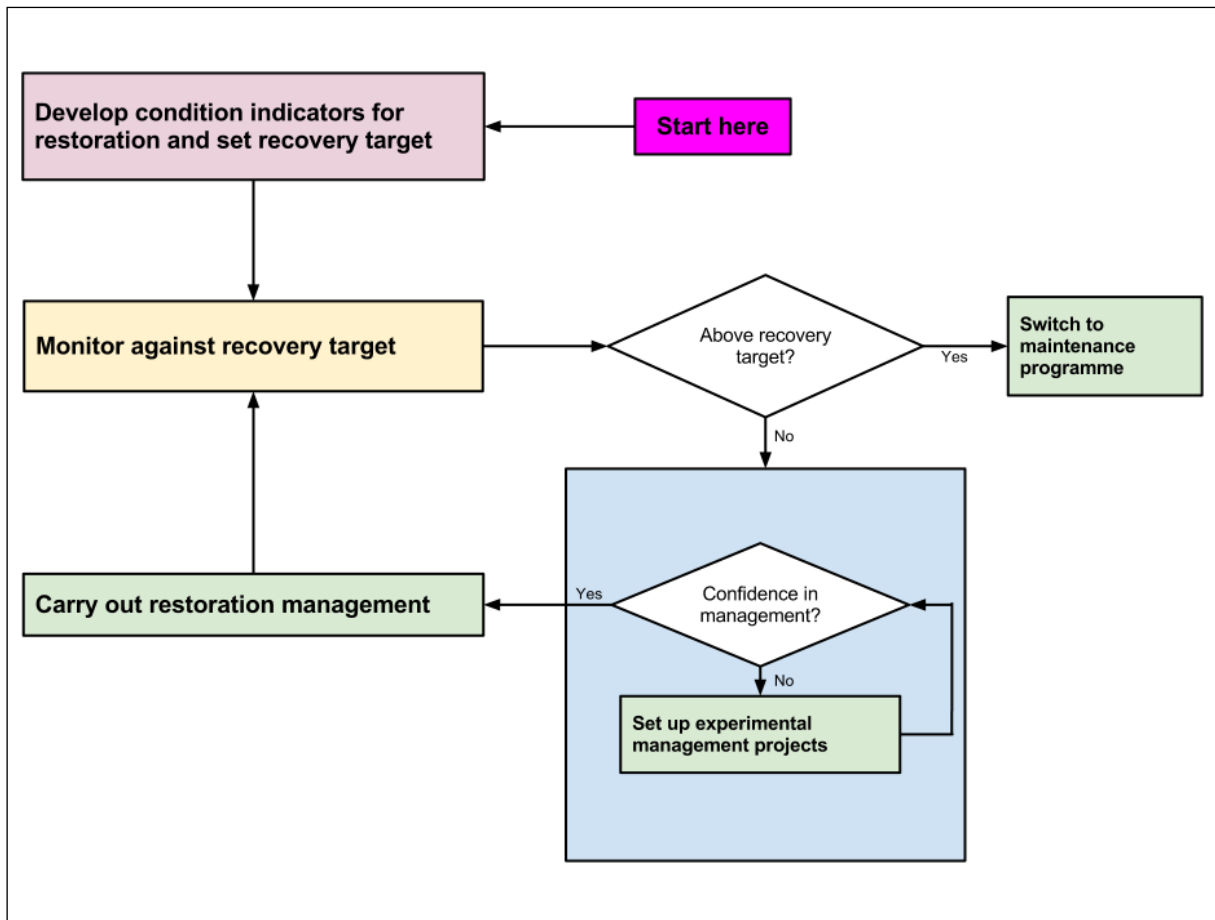 Develop condition indicators for
restoration and set recovery target
Start here
Monitor against recovery target
Above recovery
target?
Yes
Switch to
maintenance
programme
No
Carry out restoration management
Yes
Confidence in
management?
No
Set up experimental
management projects